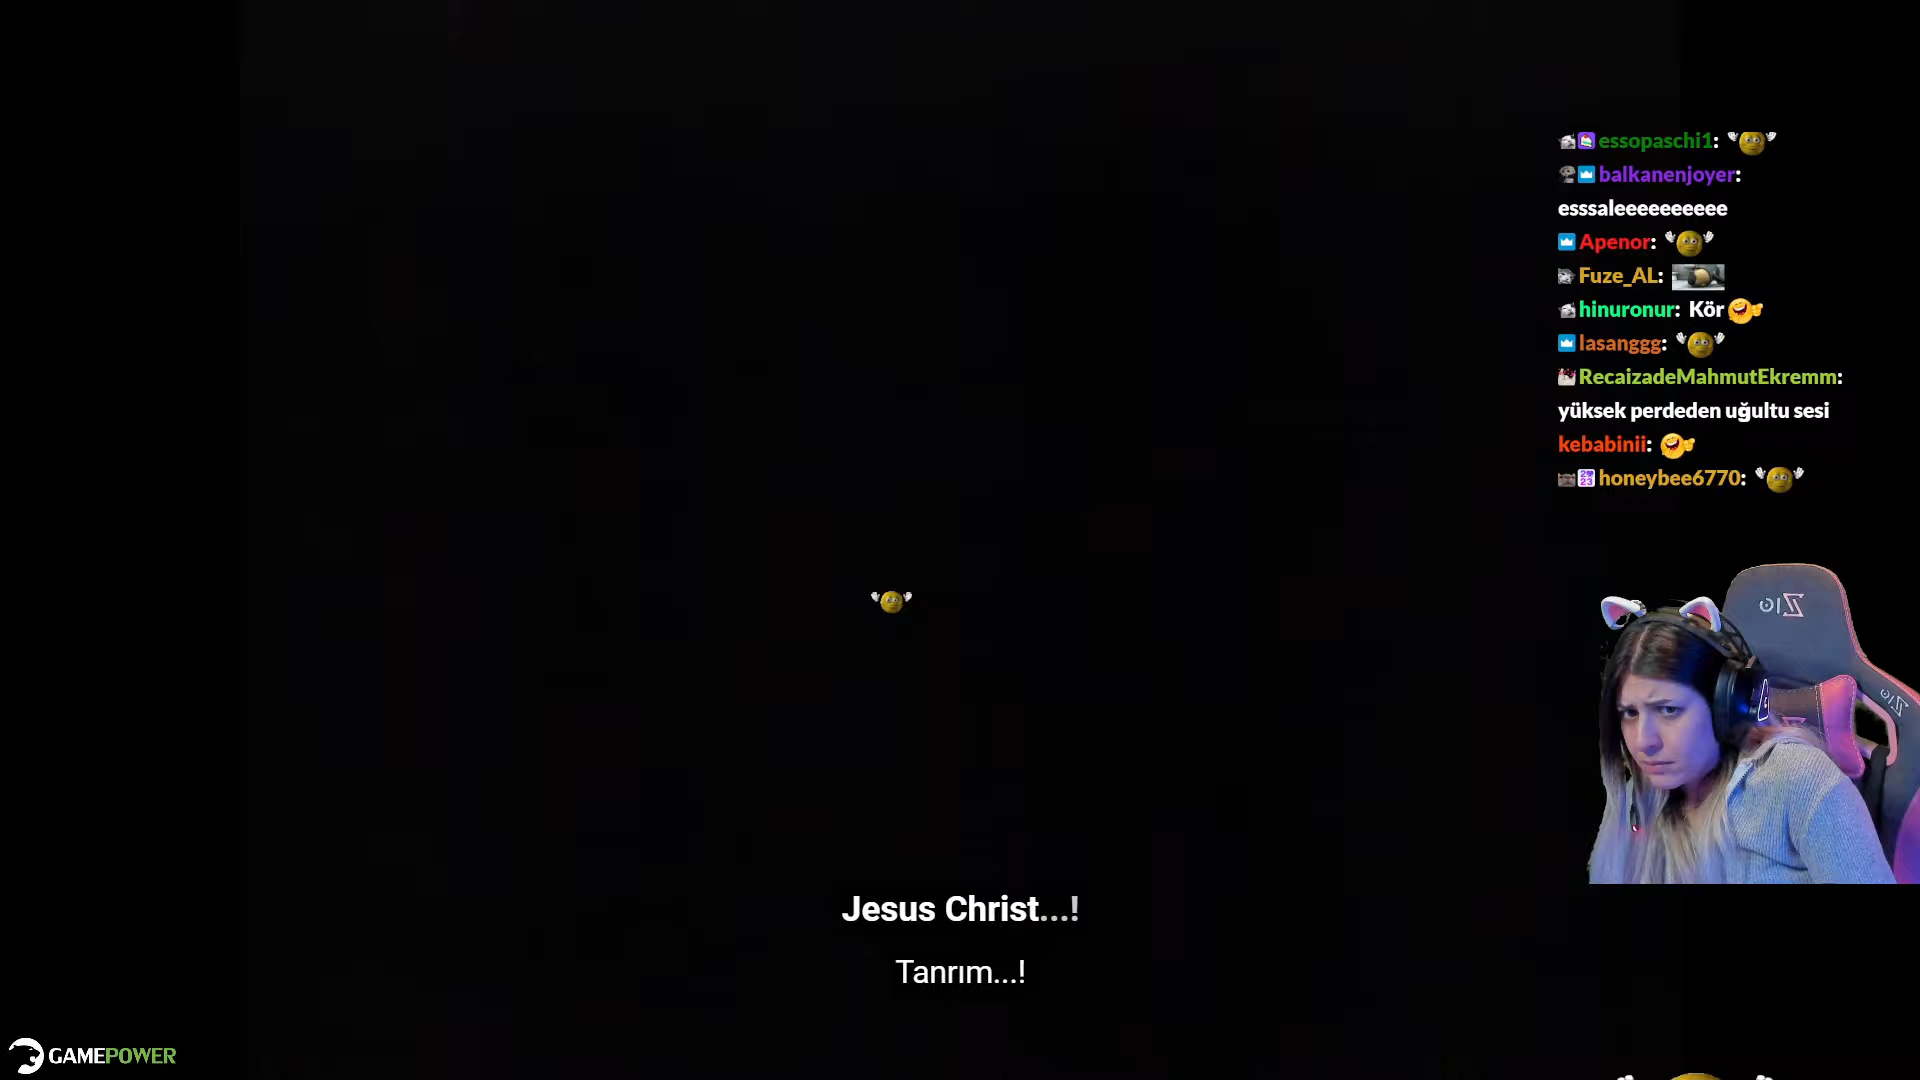 essopaschi1:
balkanenjoyer:
esssaleeeeeeeeee
Apenor:
Fuze_AL:
hinuronur: Kör
lasanggg:
RecaizadeMahmutEkremm:
yüksek perdeden uğultu sesi
kebabinii:
honeybee6770:
Jesus Christ...!
Tanrım...!
GAMEPOWER